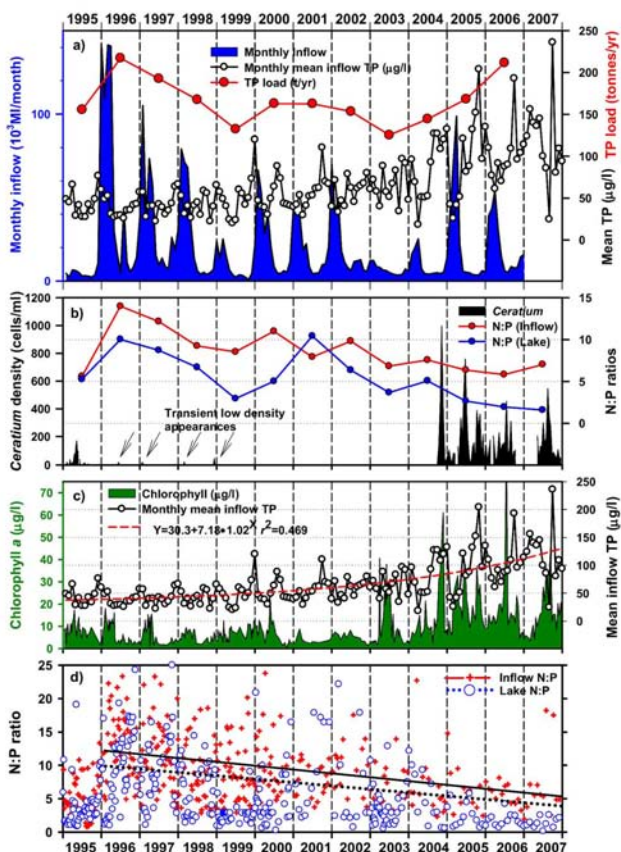 1995 1996 1997 1998 1999 2000 2001 2002 2003 2004 2005 2006 2007
a)
Monthly inflow
Monthly mean inflow TP (µg/l)
TP load (t/yr)
Monthly inflow (10³Ml/month)
100
0
250
200
150
100
50
0
TP load (tonnes/yr)
Mean TP (µg/l)
b)
Ceratium
N:P (Inflow)
N:P (Lake)
Transient low density
appearances
Ceratium density (cells/ml)
1200
1000
800
600
400
200
0
15
10
5
0
N:P ratios
c)
Chlorophyll (µg/l)
Monthly mean inflow TP
Y=30.3+7.18•1.02^X r²=0.469
Chlorophyll a (µg/l)
70
60
50
40
30
20
10
0
250
200
150
100
50
0
Mean inflow TP (µg/l)
d)
Inflow N:P
Lake N:P
N:P ratio
25
20
15
10
5
0
1995 1996 1997 1998 1999 2000 2001 2002 2003 2004 2005 2006 2007